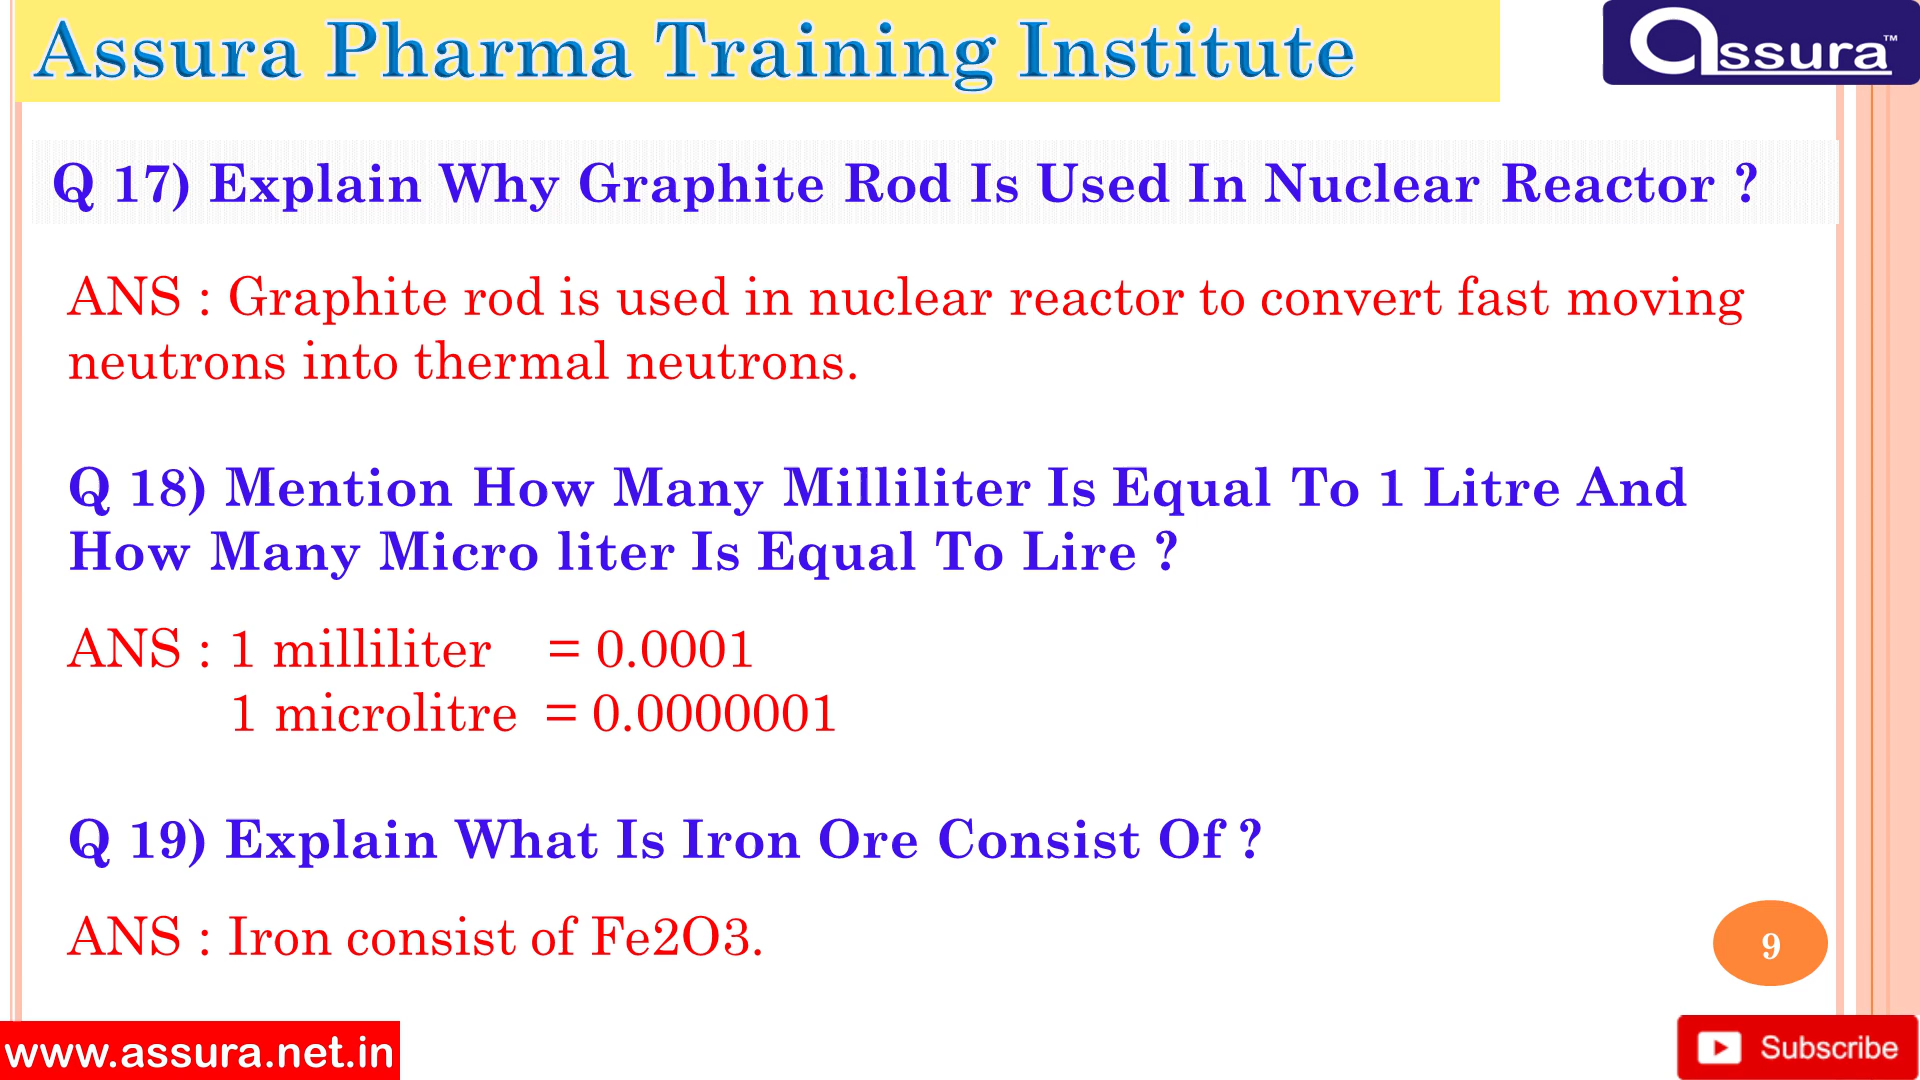 Assura Pharma Training Institute
assura™
Q 17) Explain Why Graphite Rod Is Used In Nuclear Reactor ?
ANS : Graphite rod is used in nuclear reactor to convert fast moving
neutrons into thermal neutrons.
Q 18) Mention How Many Milliliter Is Equal To 1 Litre And
How Many Micro liter Is Equal To Lire ?
ANS : 1 milliliter = 0.0001
1 microlitre = 0.0000001
Q 19) Explain What Is Iron Ore Consist Of ?
ANS : Iron consist of Fe2O3.
9
www.assura.net.in
Subscribe